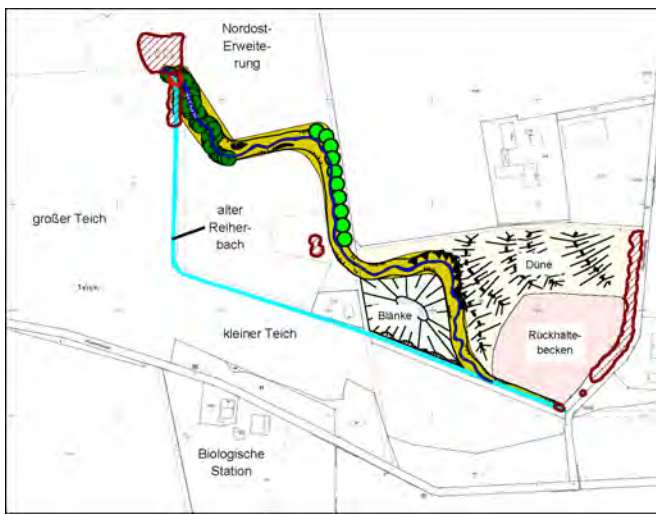 Nordost-
Erweite-
rung
großer Teich
alter
Reiher-
bach
Düne
Teich
Blänke
Rückhalte-
becken
kleiner Teich
Biologische
Station